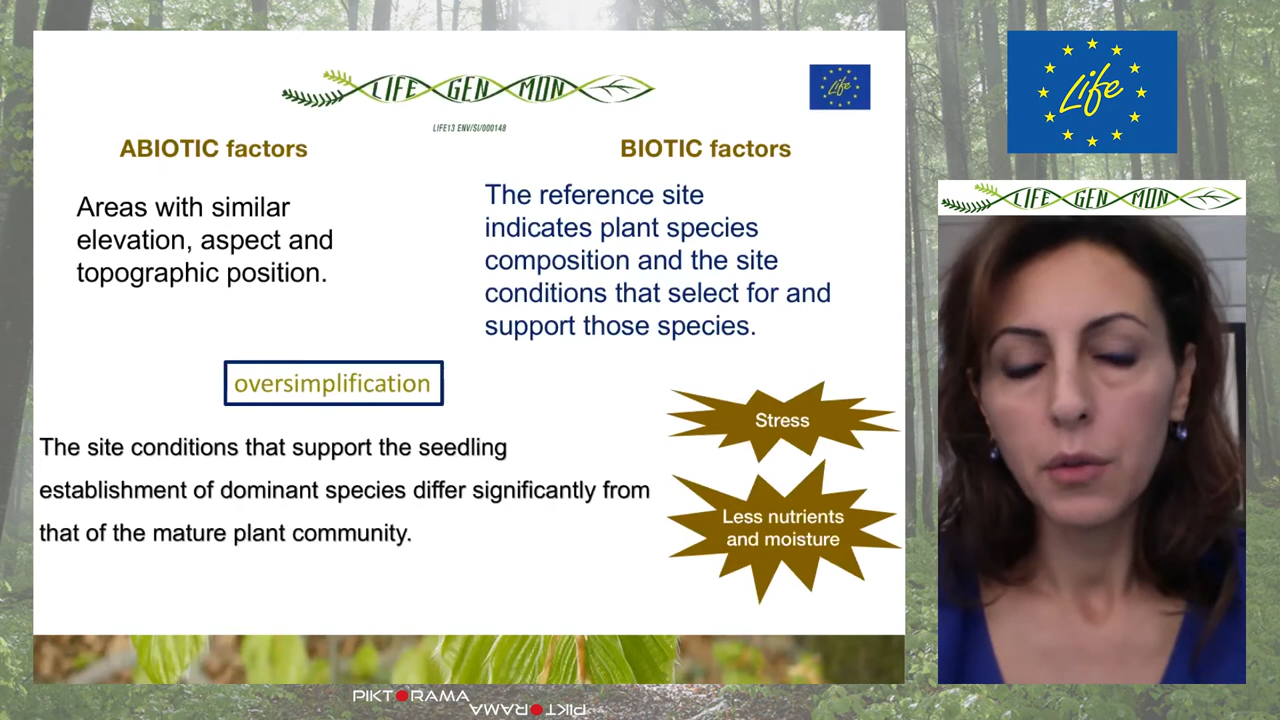 LIFE GEN MON
LIFE13 ENV/SI/000148
Life
ABIOTIC factors
BIOTIC factors
Areas with similar
elevation, aspect and
topographic position.
The reference site
indicates plant species
composition and the site
conditions that select for and
support those species.
oversimplification
The site conditions that support the seedling
establishment of dominant species differ significantly from
that of the mature plant community.
Stress
Less nutrients
and moisture
Life
LIFE GEN MON
PIKTORAMA
PIKTORAMA